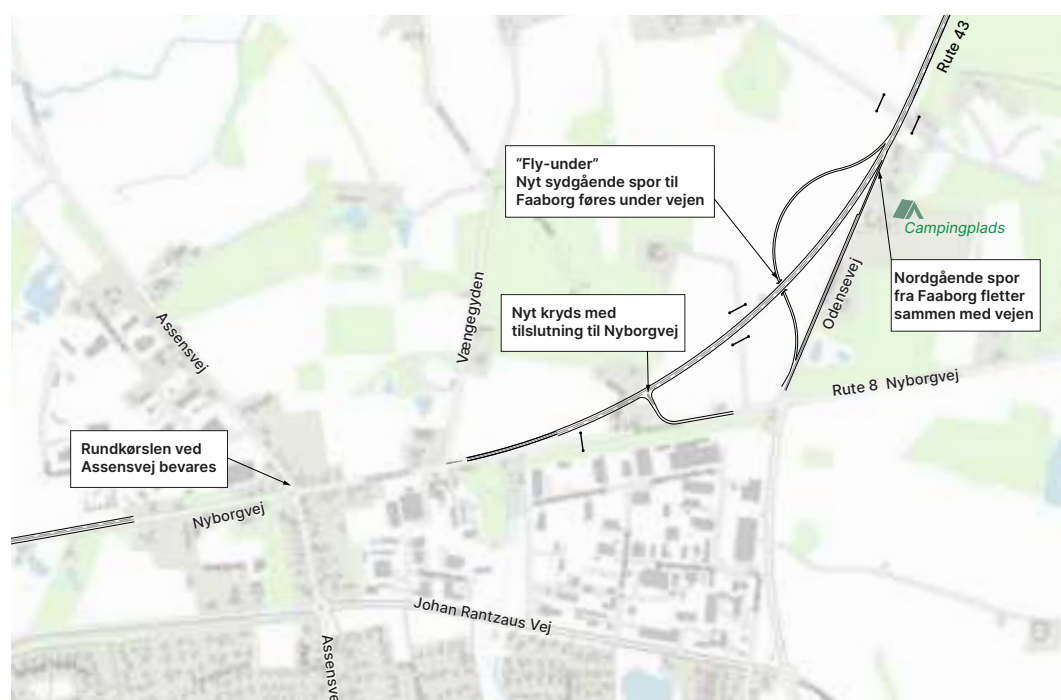 Rute 43
"Fly-under"
Nyt sydgående spor til
Faaborg føres under vejen
Campingplads
Nordgående spor
fra Faaborg fletter
sammen med vejen
Odensevej
Vængegyden
Nyt kryds med
tilslutning til Nyborgvej
Assensvej
Rute 8 Nyborgvej
Rundkørslen ved
Assensvej bevares
Nyborgvej
Johan Rantzaus Vej
Assensve